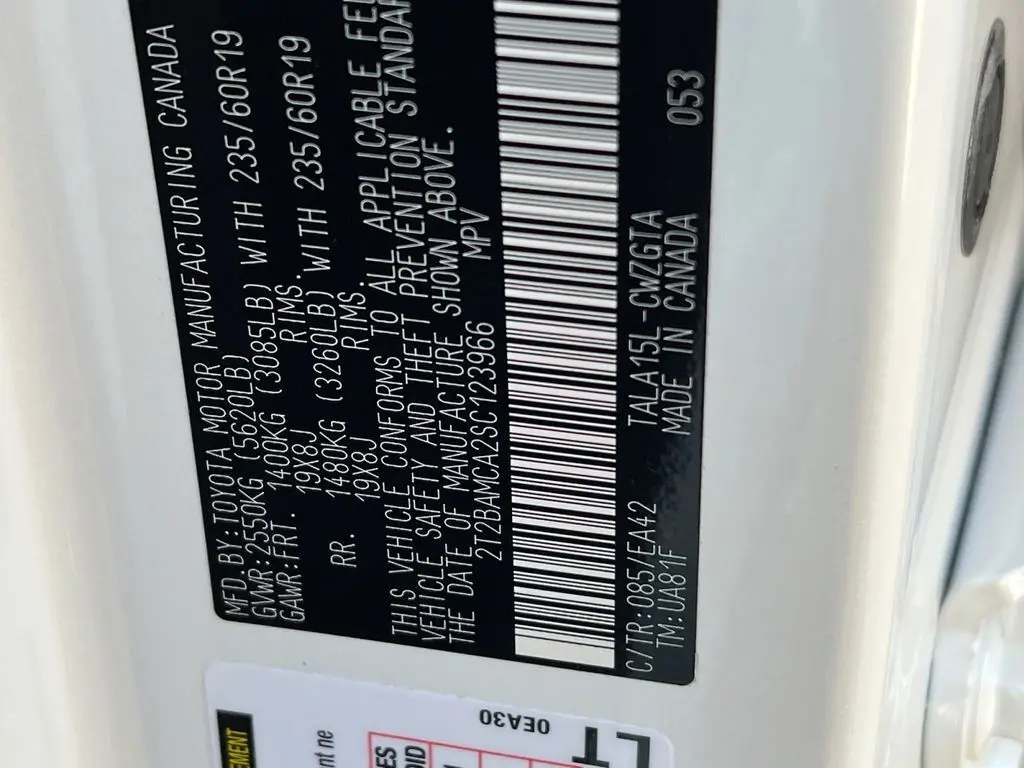 MFD. BY:TOYOTA MOTOR MANUFACTURING CANADA
GVWR:2550KG (5620LB)
GAWR:FRT. 1400KG (3085LB) WITH 235/60R19
19X8J RIMS.
RR. 1480KG (3260LB) WITH 235/60R19
19X8J RIMS.
THIS VEHICLE CONFORMS TO ALL APPLICABLE
VEHICLE SAFETY AND THEFT PREVENTION
THE DATE OF MANUFACTURE SHOWN ABOVE.
2T2BAMCA2SC123966 MPV
C/TR:085/EA42 TALA15L-CWZGTA 053
TM:UA81F MADE IN CANADA
0EA30